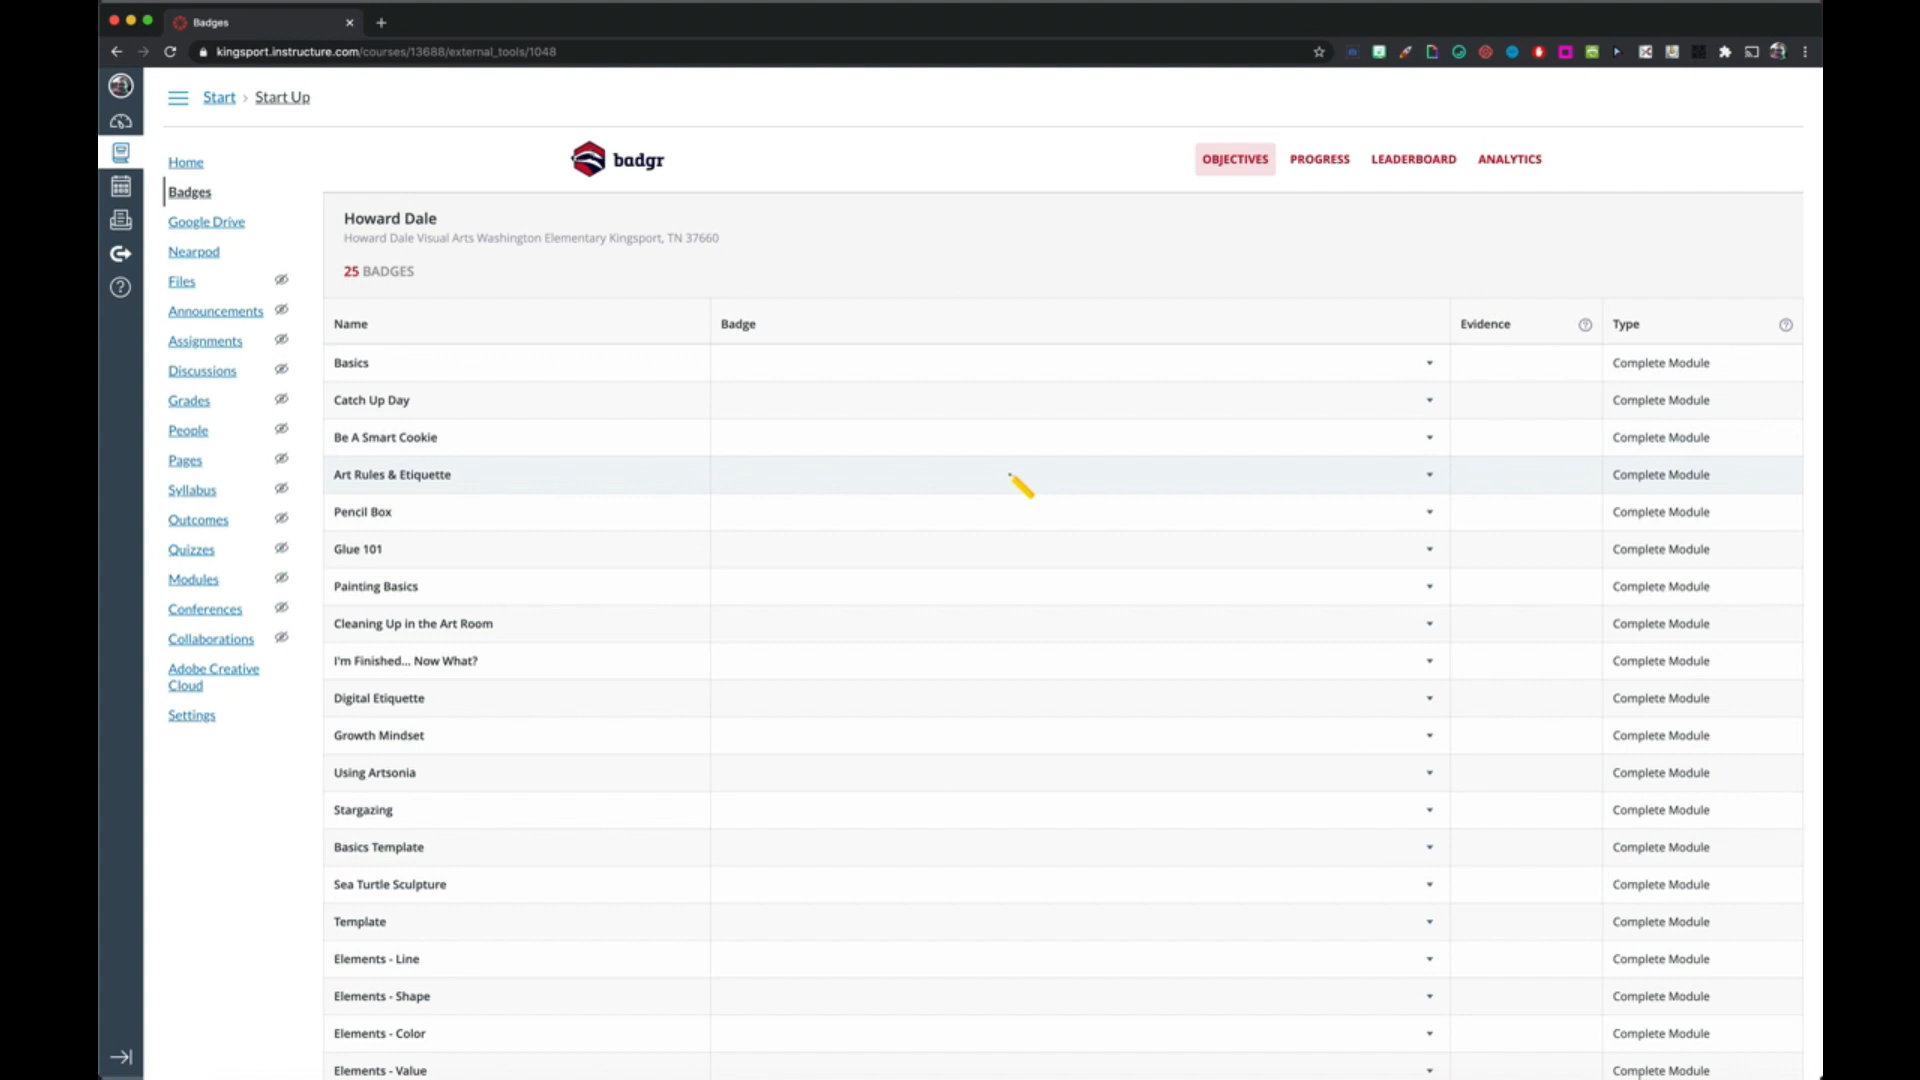 Badges
kingsport.instructure.com/courses/13688/external_tools/1048
Start › Start Up
Home
Badges
Google Drive
Nearpod
Files
Announcements
Assignments
Discussions
Grades
People
Pages
Syllabus
Outcomes
Quizzes
Modules
Conferences
Collaborations
Adobe Creative
Cloud
Settings
badgr
OBJECTIVES PROGRESS LEADERBOARD ANALYTICS
Howard Dale
Howard Dale Visual Arts Washington Elementary Kingsport, TN 37660
25 BADGES
Name Badge Evidence Type
Basics Complete Module
Catch Up Day Complete Module
Be A Smart Cookie Complete Module
Art Rules & Etiquette Complete Module
Pencil Box Complete Module
Glue 101 Complete Module
Painting Basics Complete Module
Cleaning Up in the Art Room Complete Module
I'm Finished... Now What? Complete Module
Digital Etiquette Complete Module
Growth Mindset Complete Module
Using Artsonia Complete Module
Stargazing Complete Module
Basics Template Complete Module
Sea Turtle Sculpture Complete Module
Template Complete Module
Elements - Line Complete Module
Elements - Shape Complete Module
Elements - Color Complete Module
Elements - Value Complete Module